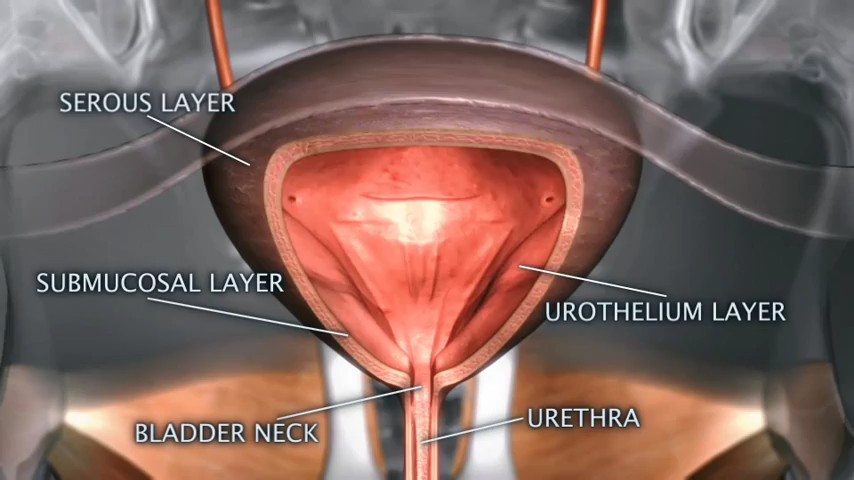 SEROUS LAYER
SUBMUCOSAL LAYER
UROTHELIUM LAYER
BLADDER NECK
URETHRA